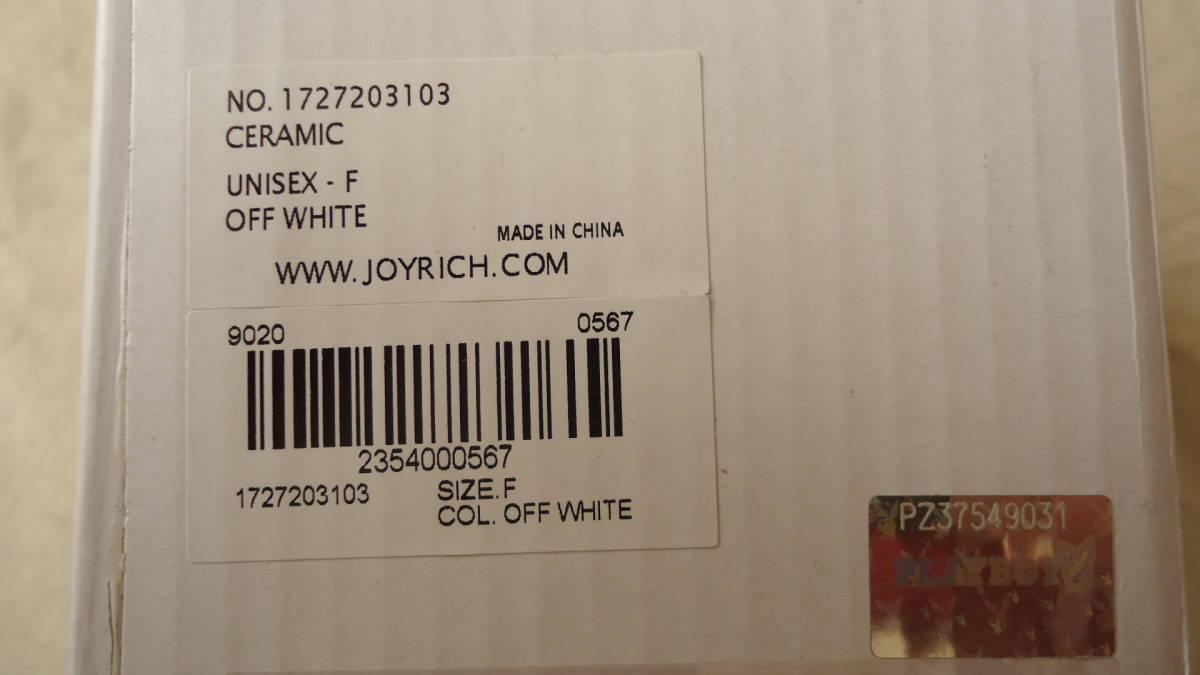 NO. 1727203103
CERAMIC
UNISEX - F
OFF WHITE
MADE IN CHINA
WWW. JOYRICH.COM
9020 0567
2354000567
1727203103 SIZE.F
COL. OFF WHITE
PZ37549031
PLAYBOY